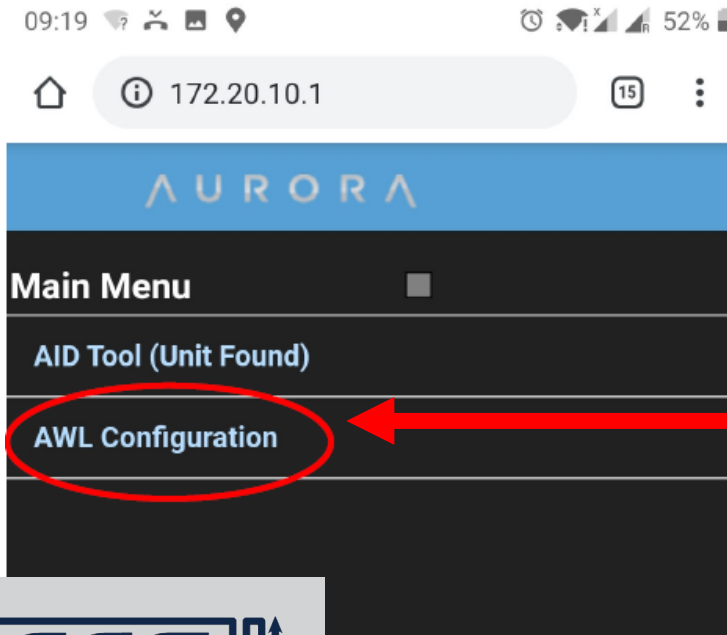 09:19 52%
172.20.10.1 15
AURORA
Main Menu
AID Tool (Unit Found)
AWL Configuration